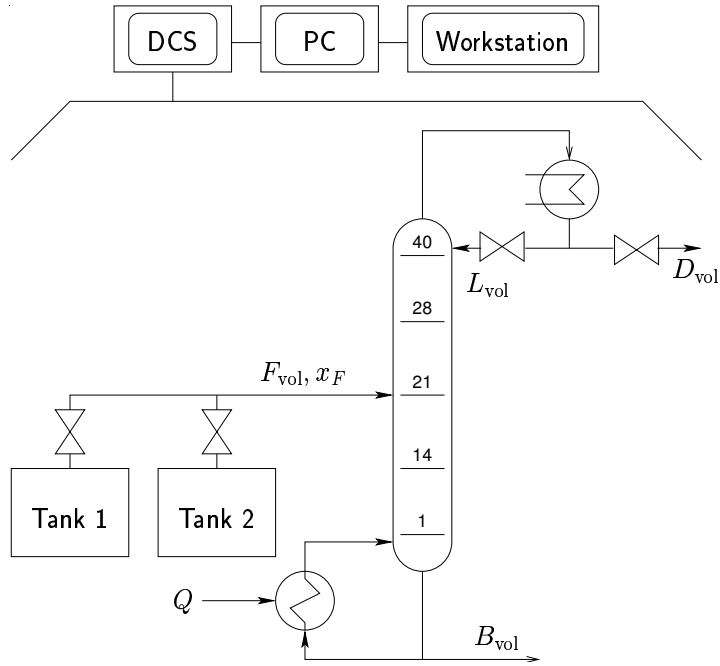 DCS PC Workstation
40
L_vol D_vol
28
F_vol, x_F
21
14
Tank 1 Tank 2
1
Q
B_vol